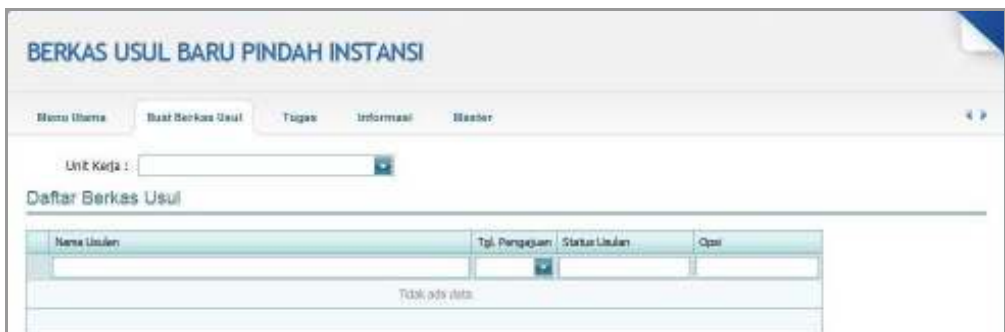 BERKAS USUL BARU PINDAH INSTANSI
Menu Utama Buat Berkas Usul Tugas Informasi Master
Unit Kerja :
Daftar Berkas Usul
Nama Usulan Tgl. Pengajuan Status Usulan Opsi
Tidak ada data